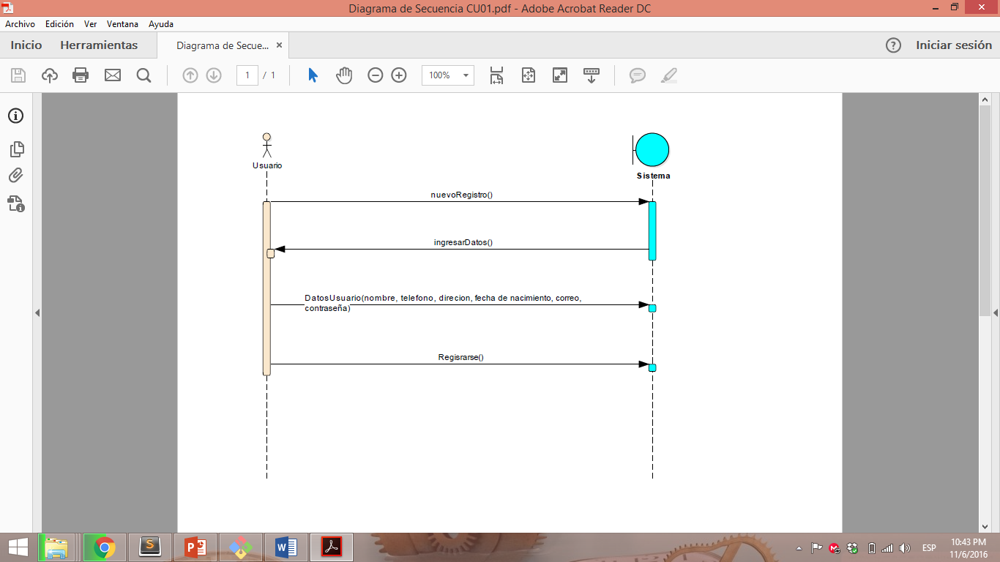 Diagrama de Secuencia CU01.pdf - Adobe Acrobat Reader DC
Archivo Edición Ver Ventana Ayuda
Inicio Herramientas Diagrama de Secue... Iniciar sesión
1 / 1 100%
Usuario
Sistema
nuevoRegistro()
ingresarDatos()
DatosUsuario(nombre, telefono, direcion, fecha de nacimiento, correo,
contraseña)
Regisrarse()
ESP
10:43 PM
11/6/2016